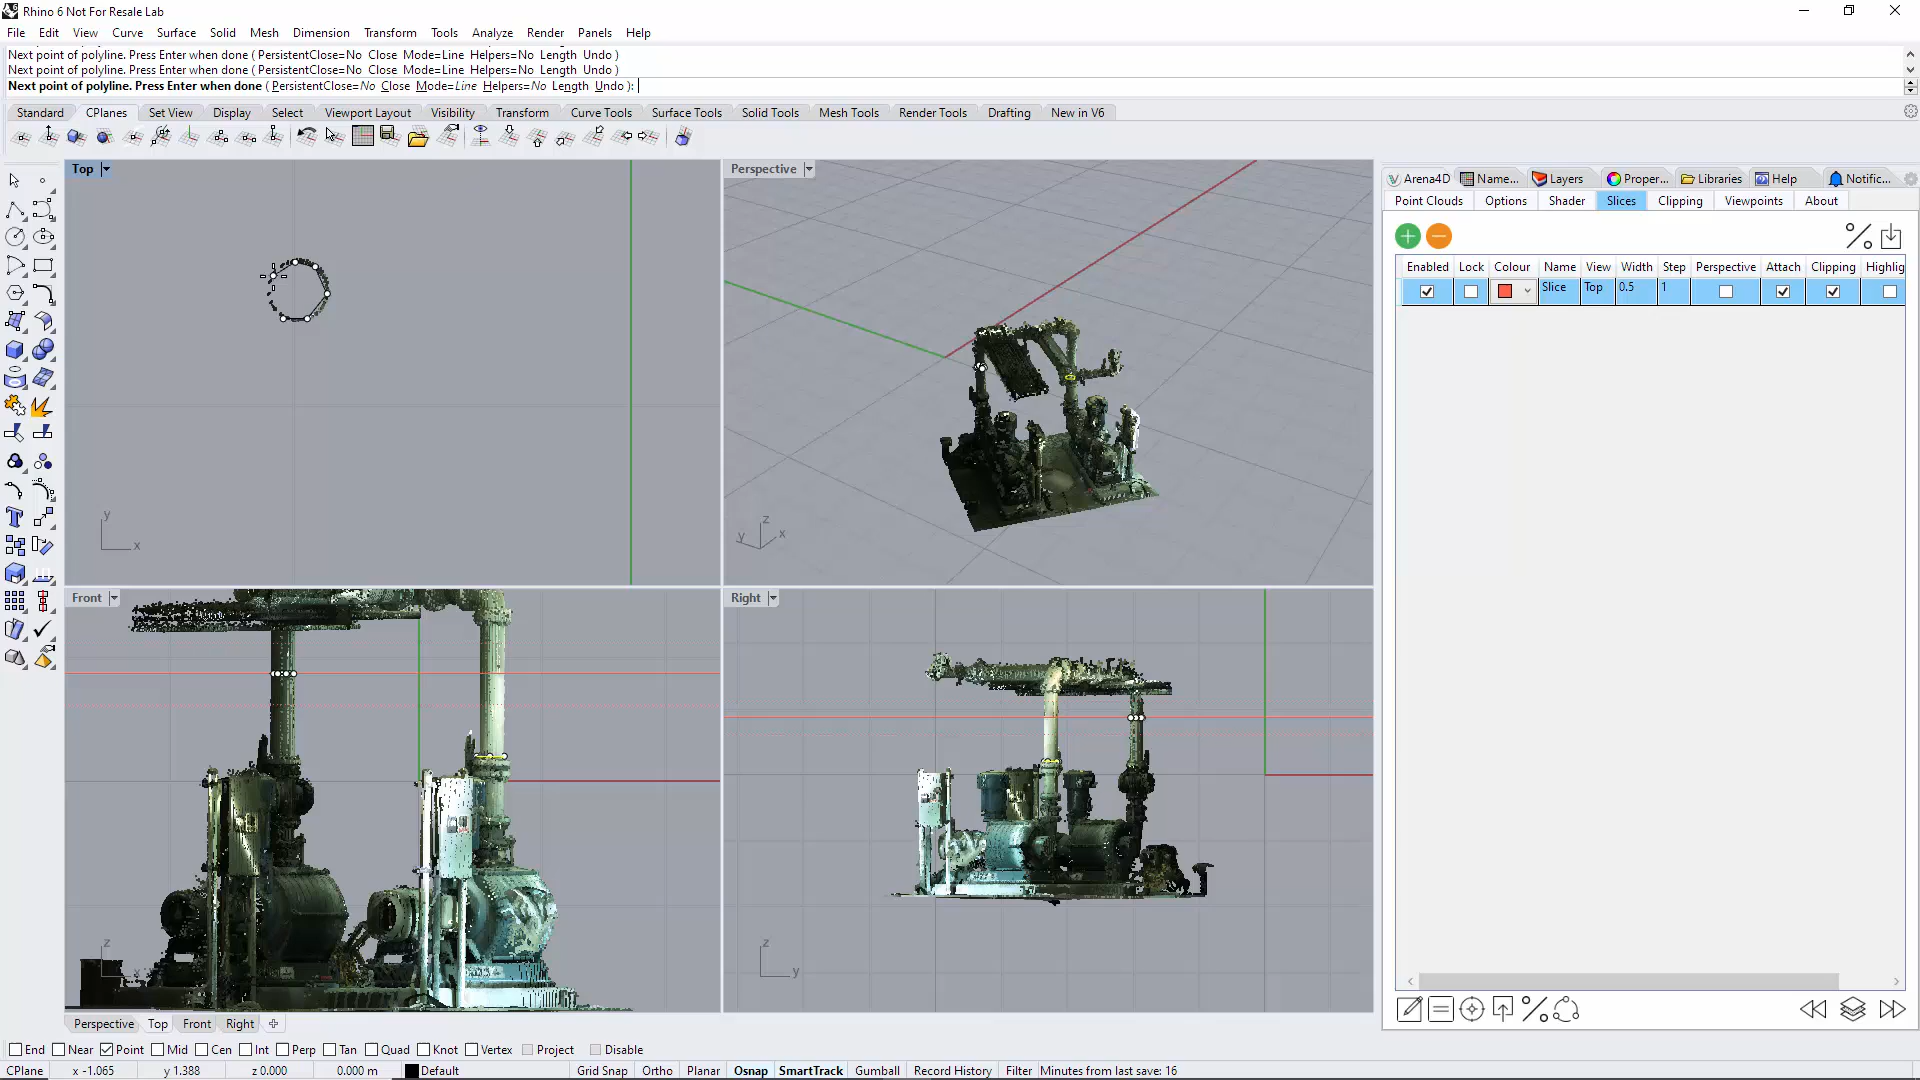 Rhino 6 Not For Resale Lab
File Edit View Curve Surface Solid Mesh Dimension Transform Tools Analyze Render Panels Help
Next point of polyline. Press Enter when done ( PersistentClose=No Close Mode=Line Helpers=No Length Undo )
Next point of polyline. Press Enter when done ( PersistentClose=No Close Mode=Line Helpers=No Length Undo )
Next point of polyline. Press Enter when done ( PersistentClose=No Close Mode=Line Helpers=No Length Undo ):
Standard CPlanes Set View Display Select Viewport Layout Visibility Transform Curve Tools Surface Tools Solid Tools Mesh Tools Render Tools Drafting New in V6
Top
Perspective
Arena4D Name... Layers Proper... Libraries Help Notific...
Point Clouds Options Shader Slices Clipping Viewpoints About
Enabled Lock Colour Name View Width Step Perspective Attach Clipping Highlig
Slice Top 0.5 1
y
x
z
y x
Front
Right
z
x
z
y
Perspective Top Front Right
End Near Point Mid Cen Int Perp Tan Quad Knot Vertex Project Disable
CPlane x -1.065 y 1.388 z 0.000 0.000 m Default Grid Snap Ortho Planar Osnap SmartTrack Gumball Record History Filter Minutes from last save: 16